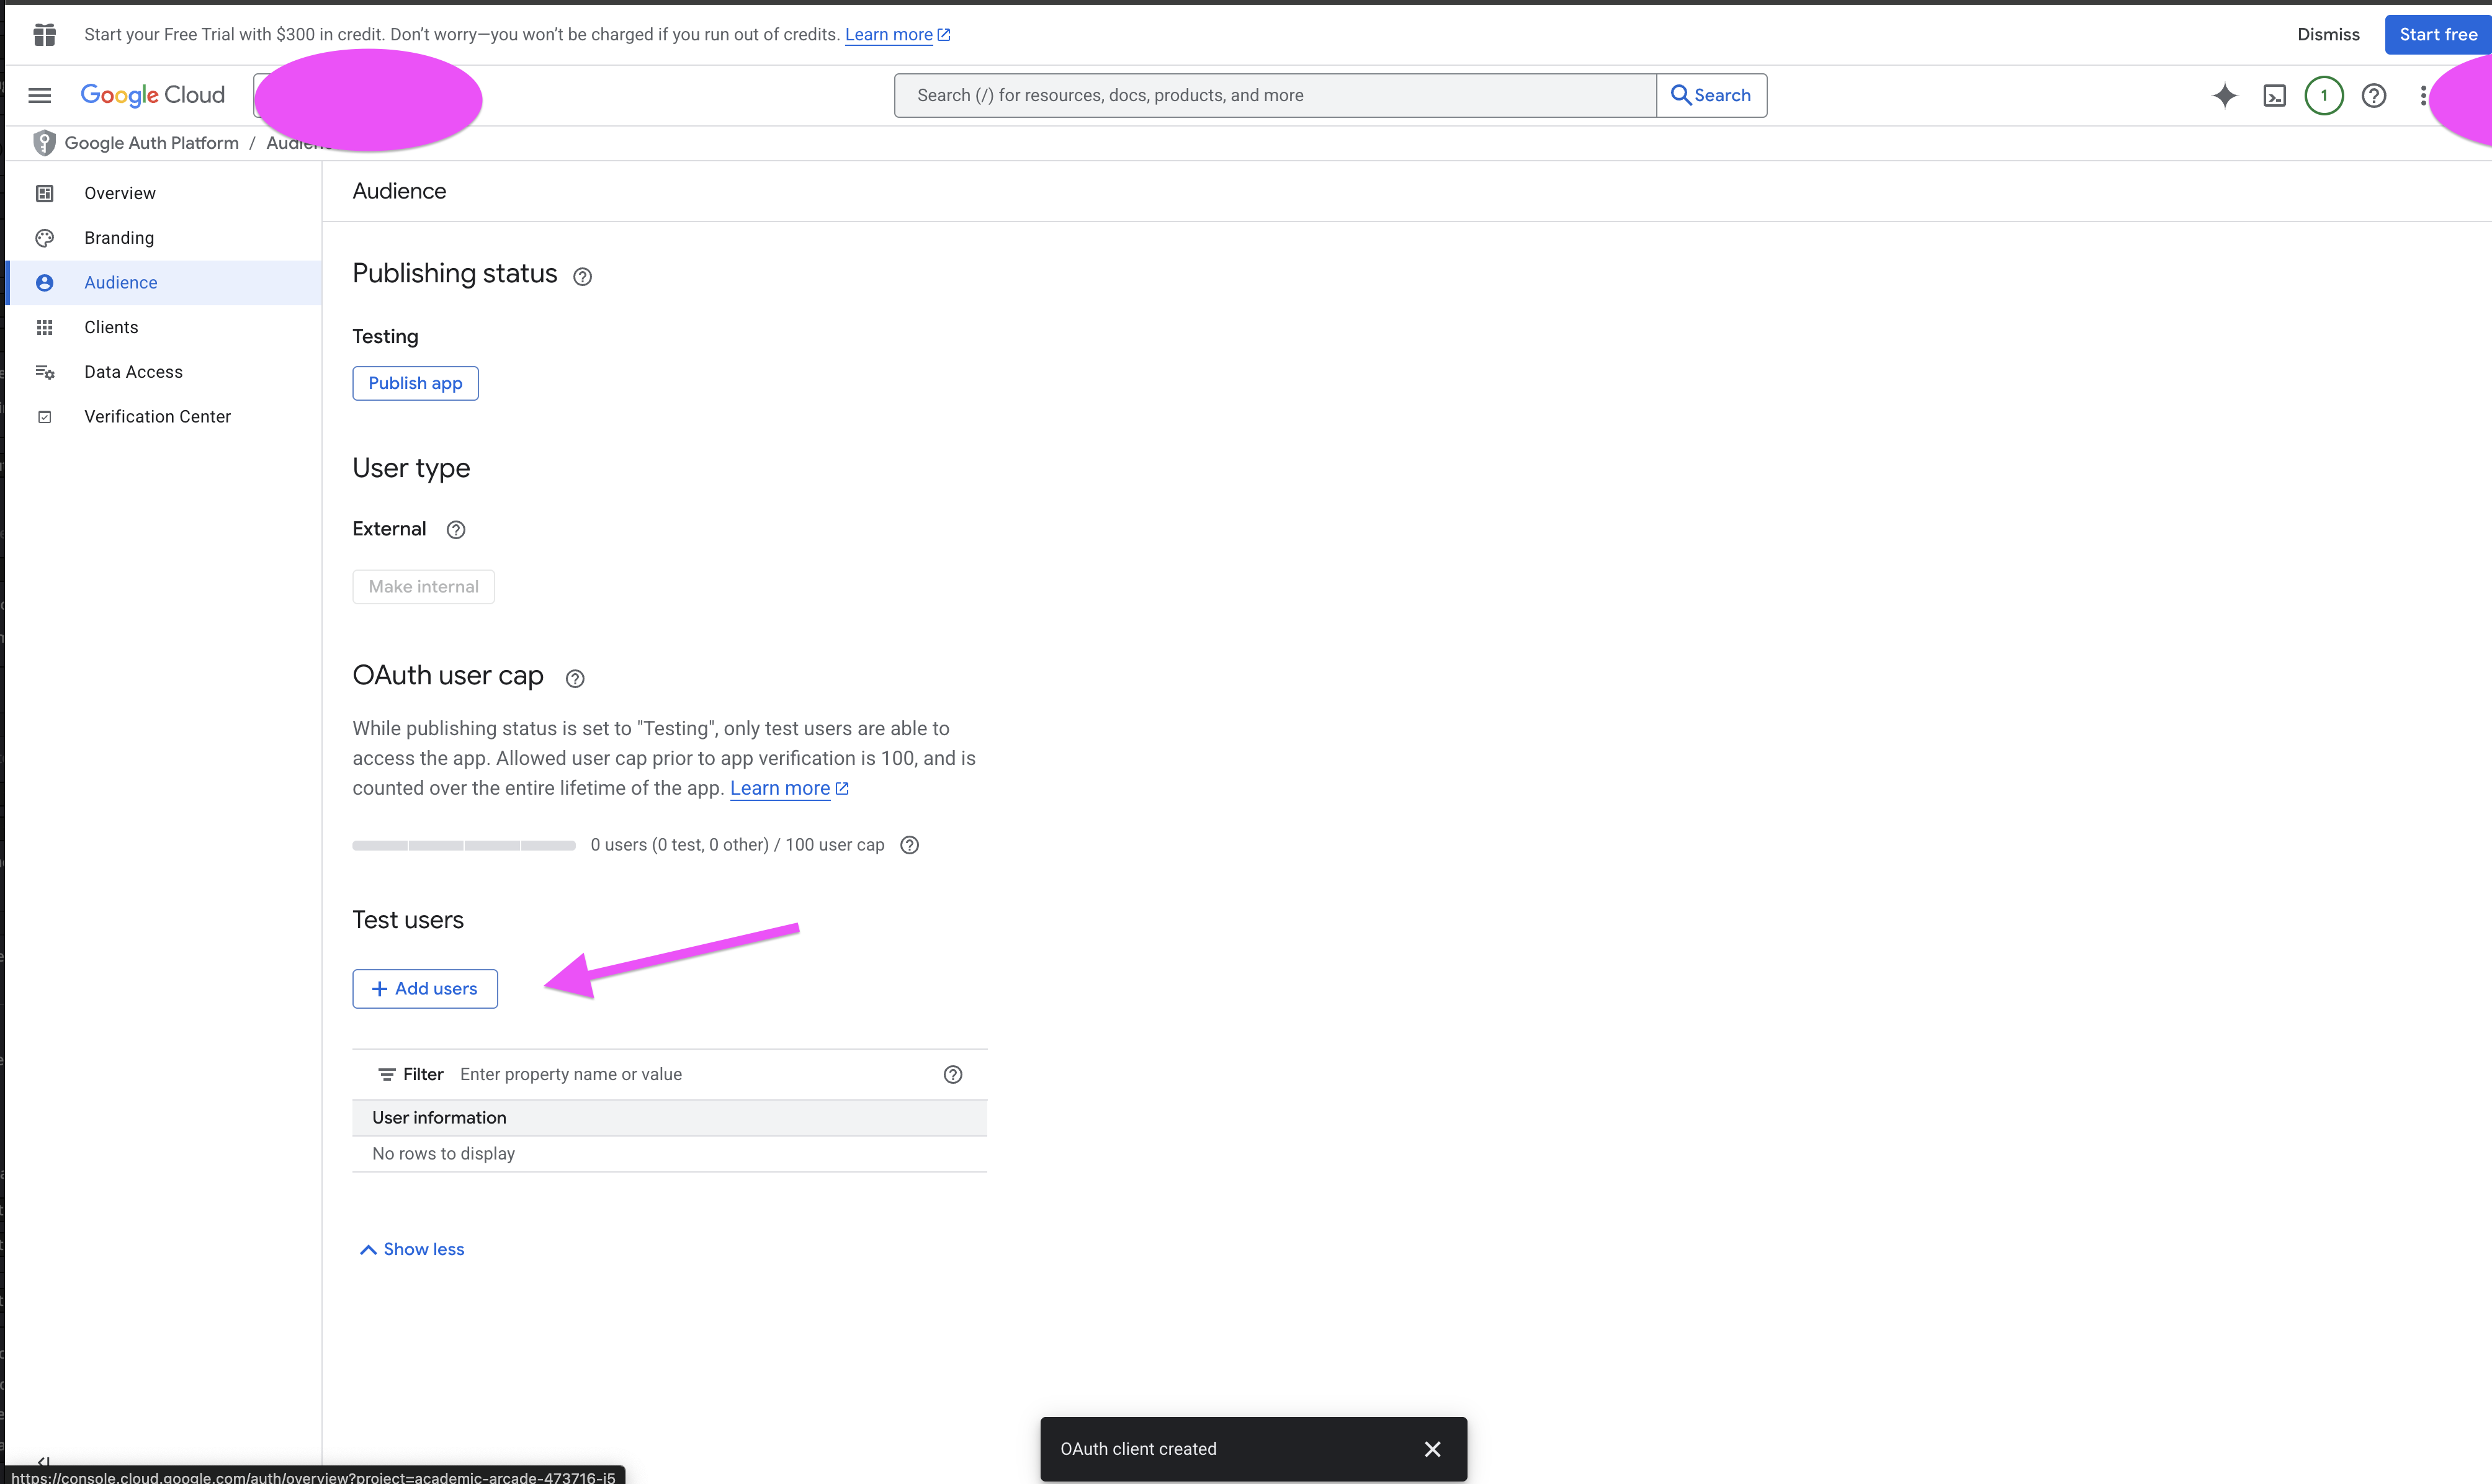 Start your Free Trial with $300 in credit. Don't worry—you won't be charged if you run out of credits. Learn more
Dismiss
Start free
Google Cloud
Search (/) for resources, docs, products, and more
Search
1
Google Auth Platform /
Overview
Branding
Audience
Clients
Data Access
Verification Center
Audience
Publishing status
Testing
Publish app
User type
External
Make internal
OAuth user cap
While publishing status is set to "Testing", only test users are able to
access the app. Allowed user cap prior to app verification is 100, and is
counted over the entire lifetime of the app. Learn more
0 users (0 test, 0 other) / 100 user cap
Test users
+ Add users
Filter Enter property name or value
User information
No rows to display
Show less
OAuth client created
https://console.cloud.google.com/auth/overview?project=academic-arcade-473716-i5